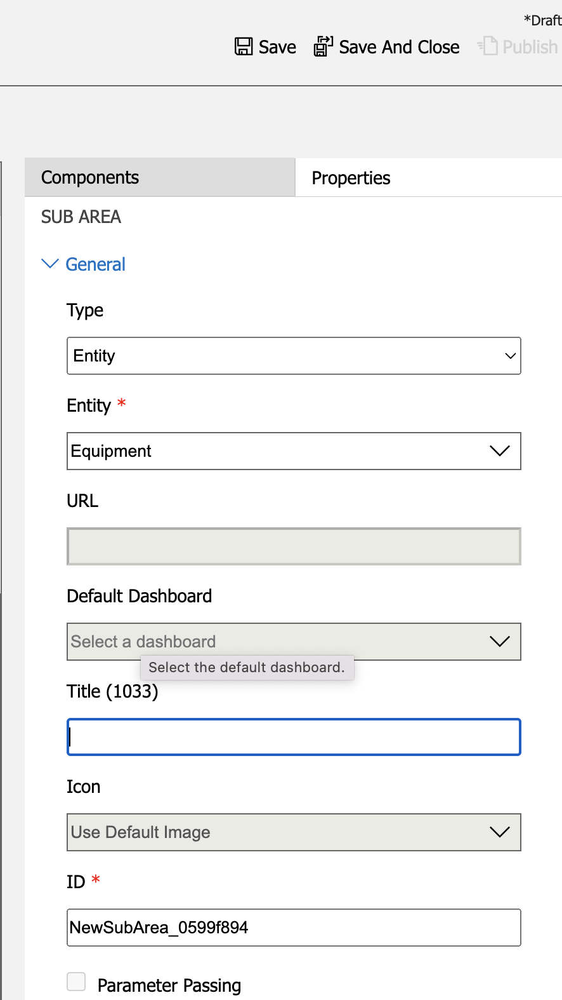 *Draft
Save Save And Close Publish
Components Properties
SUB AREA
General
Type
Entity
Entity *
Equipment
URL
Default Dashboard
Select a dashboard
Select the default dashboard.
Title (1033)
Icon
Use Default Image
ID *
NewSubArea_0599f894
Parameter Passing